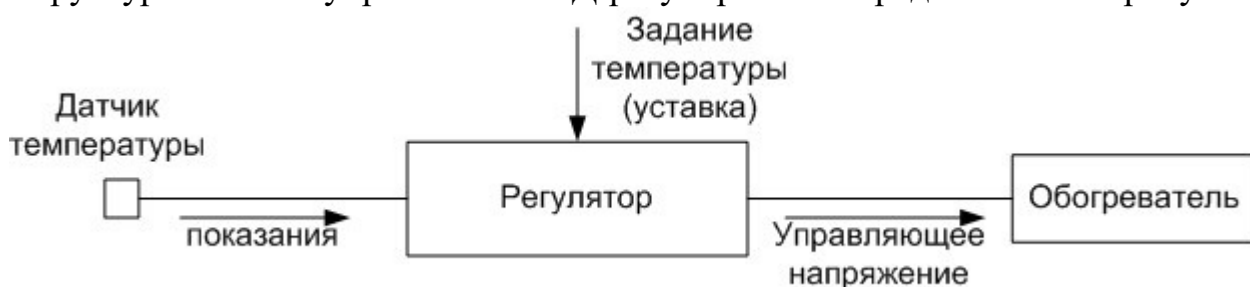 Задание
температуры
(уставка)
Датчик
температуры
Регулятор
Обогреватель
показания
Управляющее
напряжение